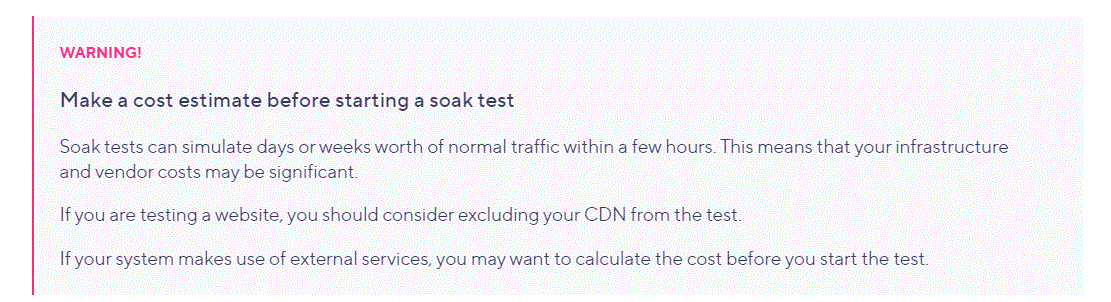 WARNING!
Make a cost estimate before starting a soak test
Soak tests can simulate days or weeks worth of normal traffic within a few hours. This means that your infrastructure
and vendor costs may be significant.
If you are testing a website, you should consider excluding your CDN from the test.
If your system makes use of external services, you may want to calculate the cost before you start the test.